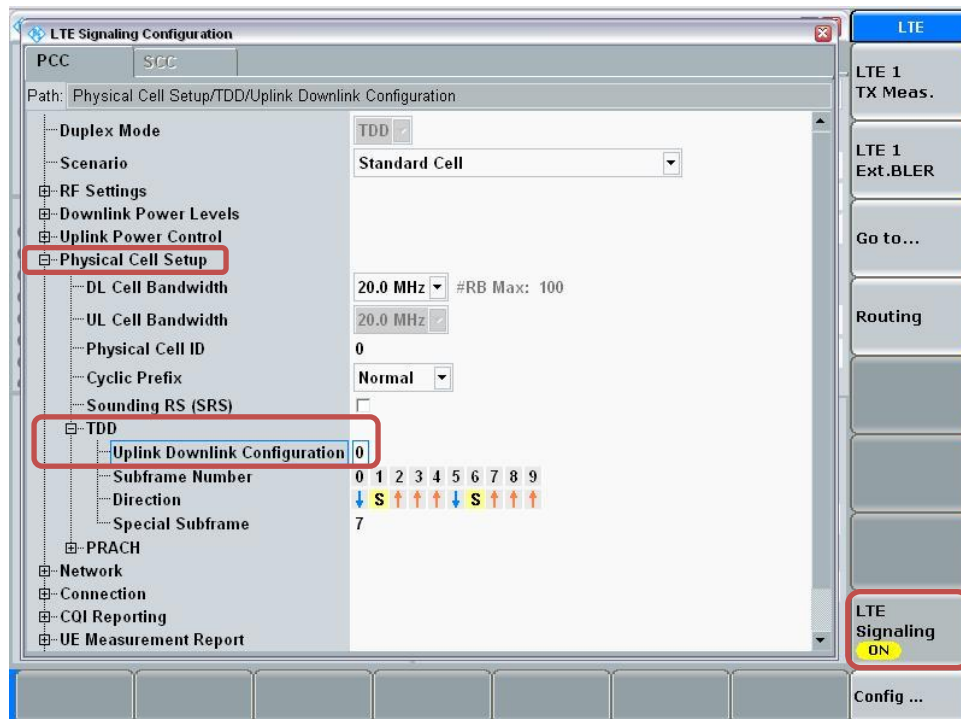 LTE Signaling Configuration
PCC SCC
Path: Physical Cell Setup/TDD/Uplink Downlink Configuration
Duplex Mode TDD
Scenario Standard Cell
RF Settings
Downlink Power Levels
Uplink Power Control
Physical Cell Setup
DL Cell Bandwidth 20.0 MHz #RB Max: 100
UL Cell Bandwidth 20.0 MHz
Physical Cell ID 0
Cyclic Prefix Normal
Sounding RS (SRS)
TDD
Uplink Downlink Configuration 0
Subframe Number 0 1 2 3 4 5 6 7 8 9
Direction ↓ S ↑ ↑ ↑ ↓ S ↑ ↑ ↑
Special Subframe 7
PRACH
Network
Connection
CQI Reporting
UE Measurement Report
LTE
LTE 1
TX Meas.
LTE 1
Ext.BLER
Go to...
Routing
LTE
Signaling
ON
Config ...